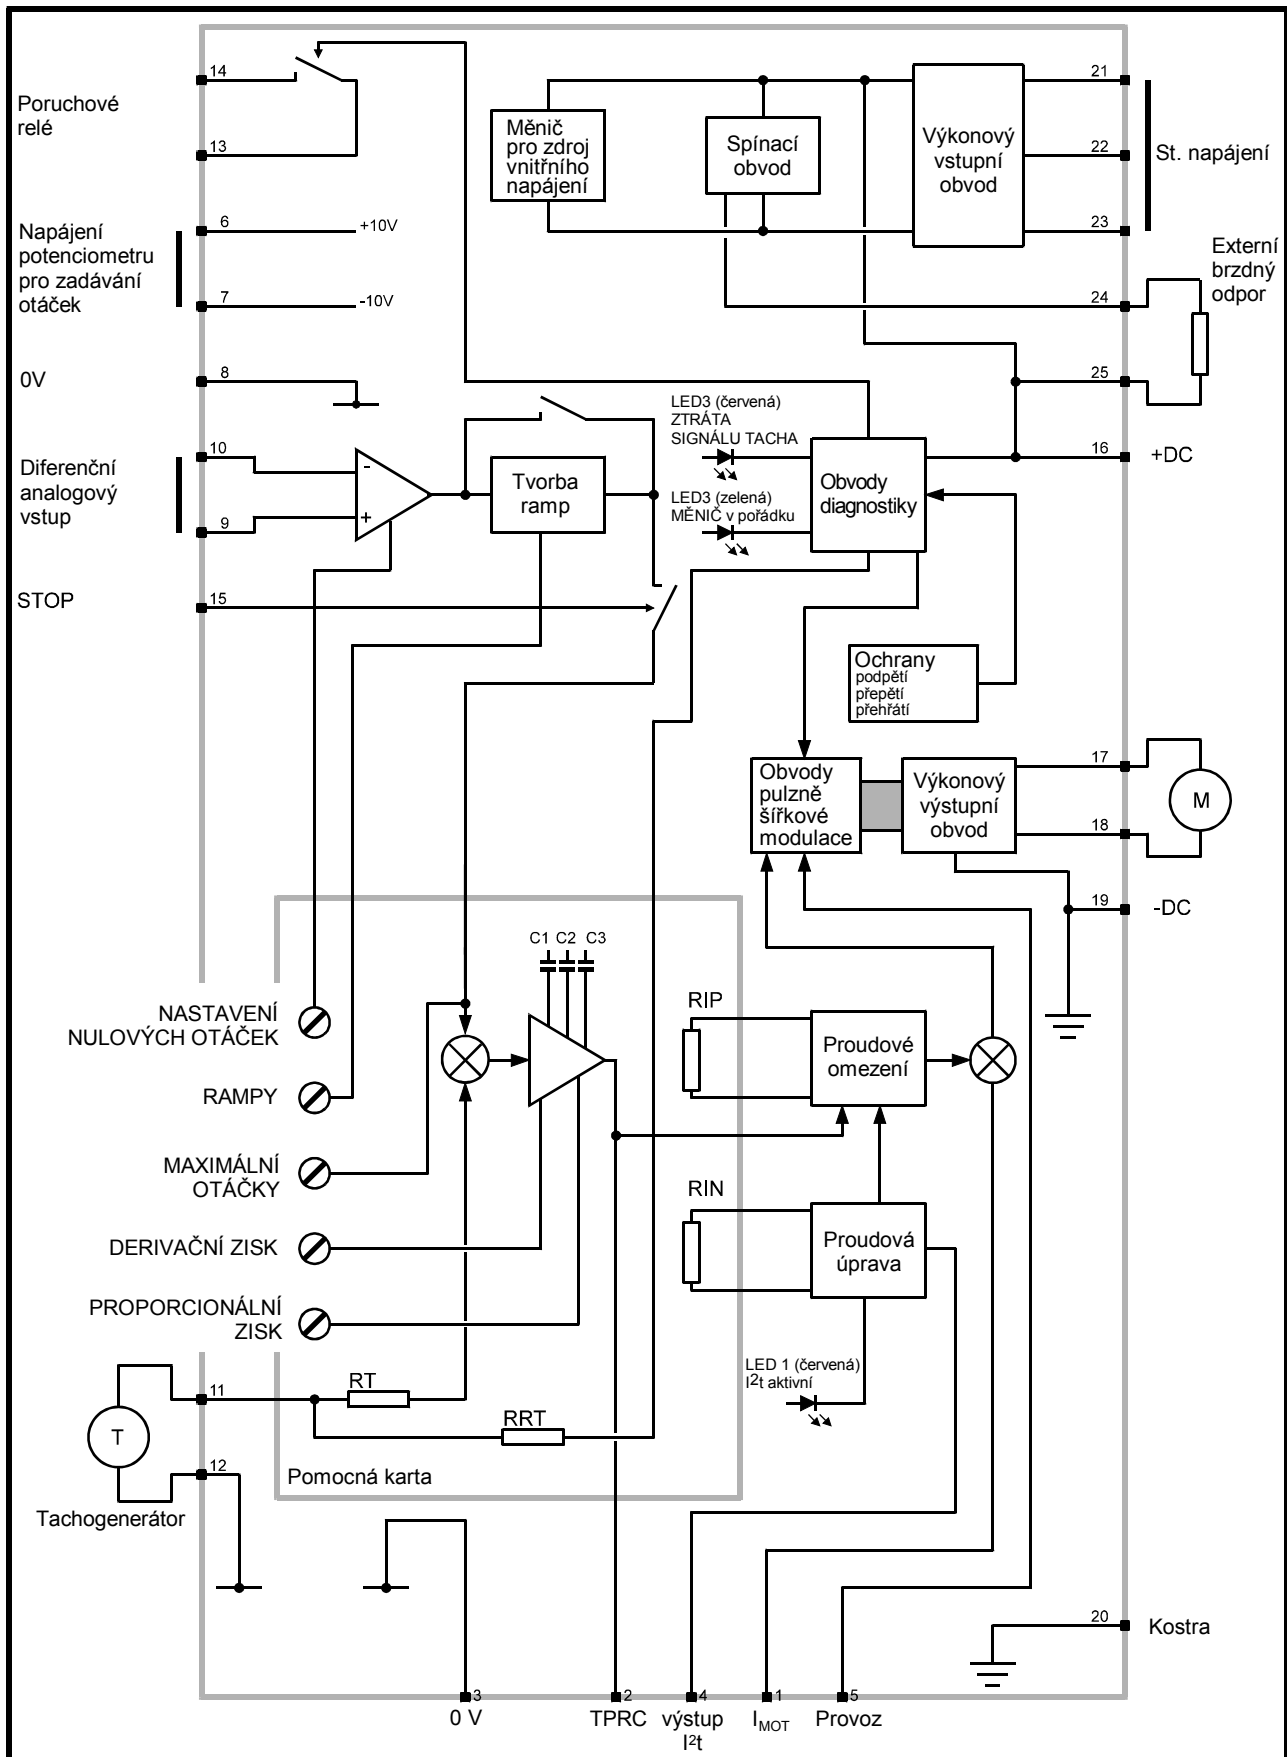 14
Poruchové
relé
13
Napájení
potenciometru
pro zadávání
otáček
6
+10V
7
-10V
0V
8
Diferenční
analogový
vstup
10
9
-
+
Tvorba
ramp
STOP
15
Měnič
pro zdroj
vnitřního
napájení
Spínací
obvod
Výkonový
vstupní
obvod
21
22
23
St. napájení
Externí
brzdný
odpor
24
25
16
+DC
LED3 (červená)
ZTRÁTA
SIGNÁLU TACHA
LED3 (zelená)
MĚNIČ v pořádku
Obvody
diagnostiky
Ochrany
podpětí
přepětí
přehřátí
Obvody
pulzně
šířkové
modulace
Výkonový
výstupní
obvod
17
M
18
19
-DC
C1 C2 C3
NASTAVENÍ
NULOVÝCH OTÁČEK
RAMPY
MAXIMÁLNÍ
OTÁČKY
DERIVAČNÍ ZISK
PROPORCIONÁLNÍ
ZISK
RIP
Proudové
omezení
RIN
Proudová
úprava
LED 1 (červená)
I²t aktivní
11
RT
RRT
T
12
Pomocná karta
Tachogenerátor
20
Kostra
3
2
4
1
5
0 V
TPRC
výstup
I²t
I_MOT
Provoz